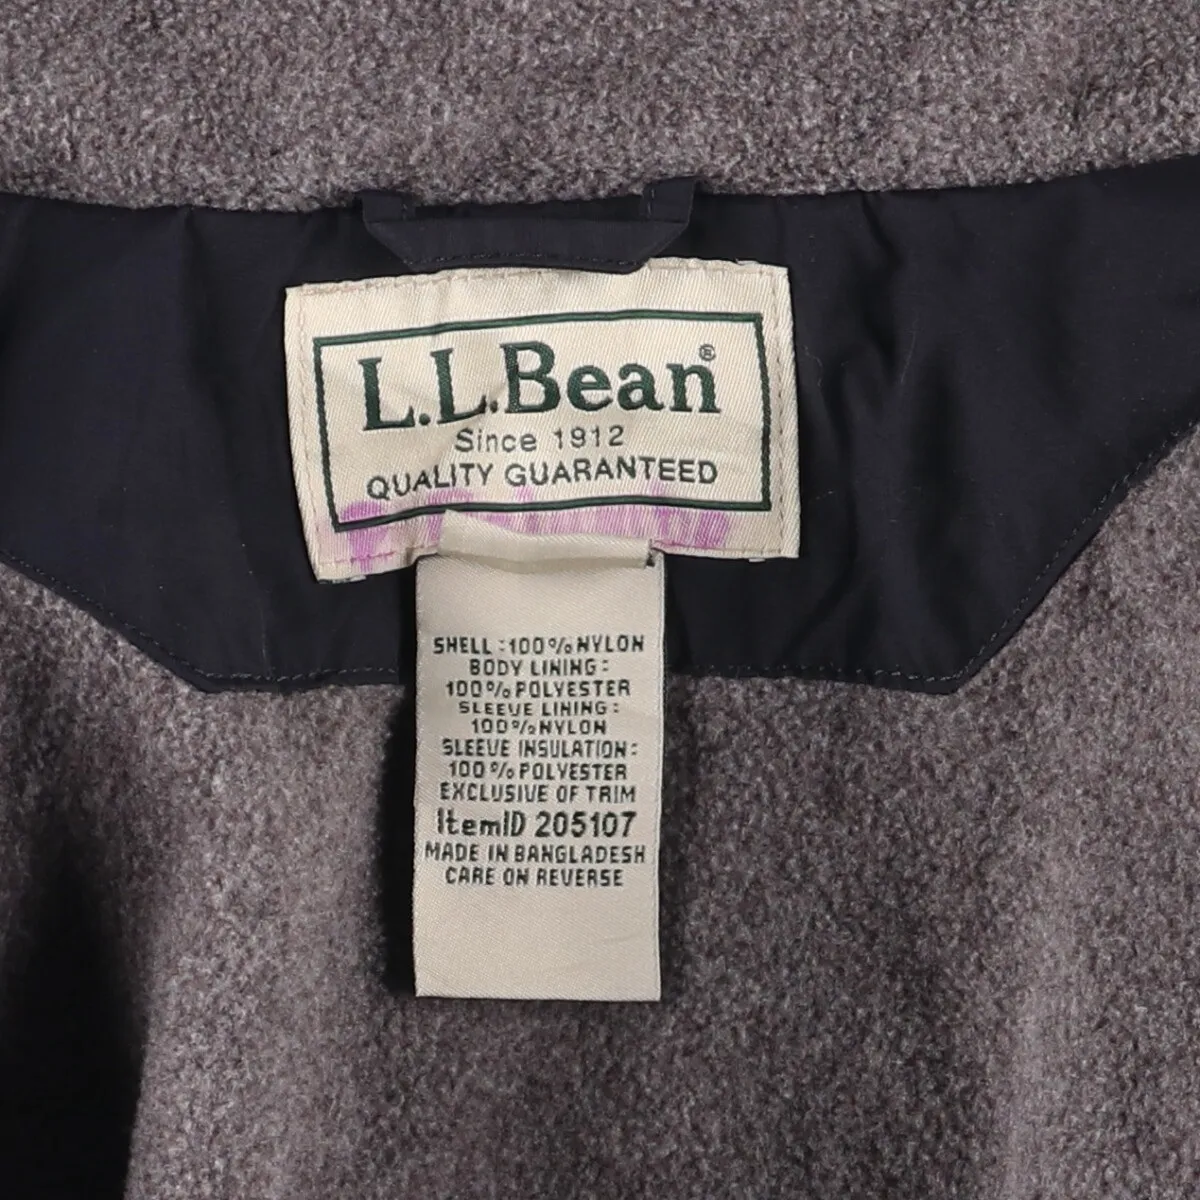 L.L.Bean®
Since 1912
QUALITY GUARANTEED
SHELL :100% NYLON
BODY LINING:
100% POLYESTER
SLEEVE LINING:
100% NYLON
SLEEVE INSULATION:
100% POLYESTER
EXCLUSIVE OF TRIM
ItemID 205107
MADE IN BANGLADESH
CARE ON REVERSE